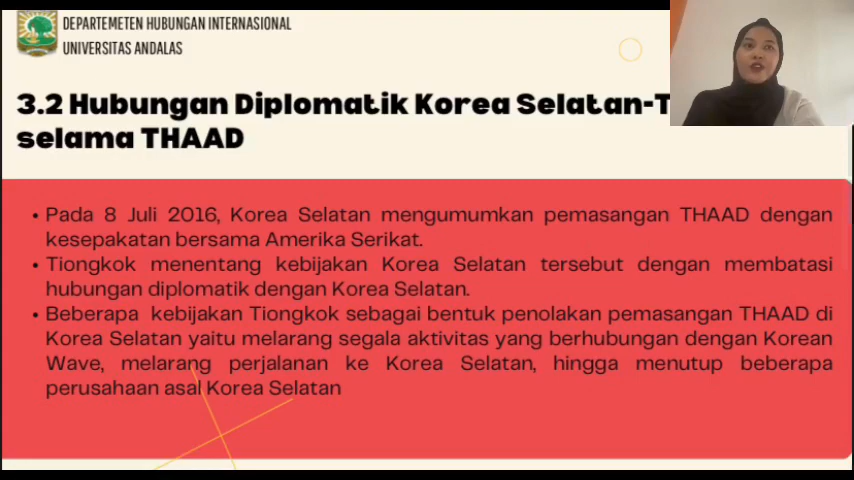 DEPARTEMETEN HUBUNGAN INTERNASIONAL
UNIVERSITAS ANDALAS
3.2 Hubungan Diplomatik Korea Selatan-
selama THAAD
• Pada 8 Juli 2016, Korea Selatan mengumumkan pemasangan THAAD dengan
kesepakatan bersama Amerika Serikat.
• Tiongkok menentang kebijakan Korea Selatan tersebut dengan membatasi
hubungan diplomatik dengan Korea Selatan.
• Beberapa kebijakan Tiongkok sebagai bentuk penolakan pemasangan THAAD di
Korea Selatan yaitu melarang segala aktivitas yang berhubungan dengan Korean
Wave, melarang perjalanan ke Korea Selatan, hingga menutup beberapa
perusahaan asal Korea Selatan